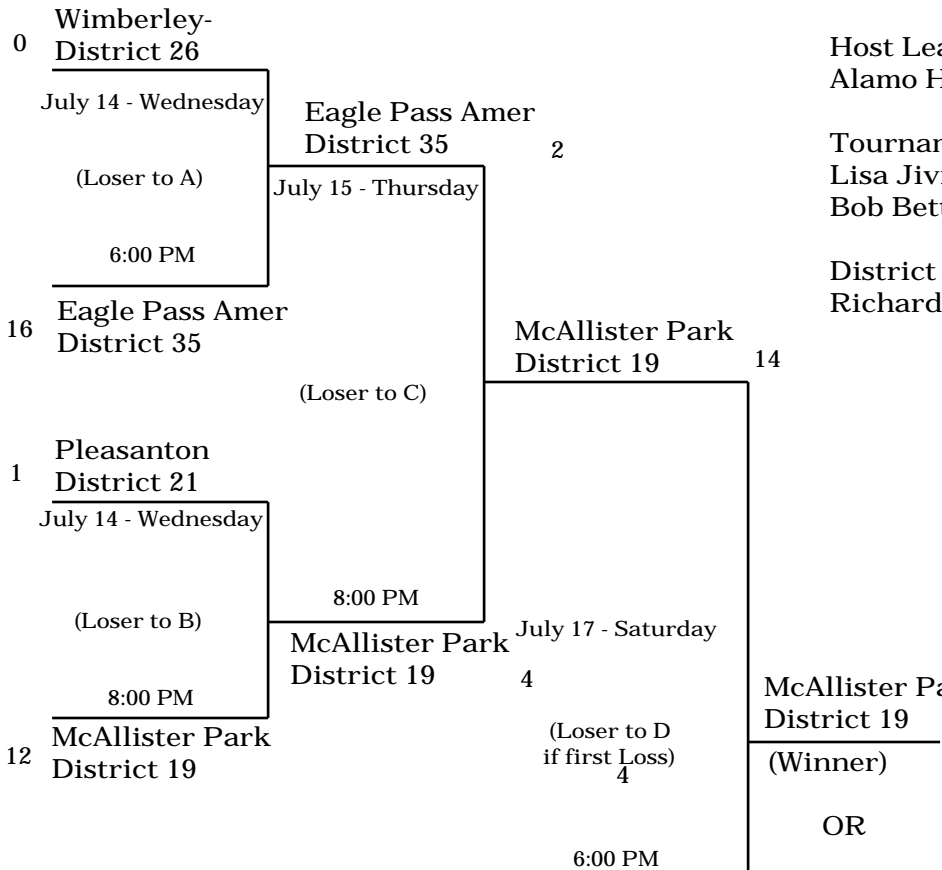 Wimberley-
0
District 26
July 14 - Wednesday
(Loser to A)
6:00 PM
16
Eagle Pass Amer
District 35
Eagle Pass Amer
District 35
2
July 15 - Thursday
(Loser to C)
8:00 PM
Pleasanton
1
District 21
July 14 - Wednesday
(Loser to B)
8:00 PM
12
McAllister Park
District 19
McAllister Park
District 19
4
McAllister Park
District 19
14
July 17 - Saturday
(Loser to D
if first Loss)
4
6:00 PM
Host
Alamo
Lisa
Bob
District
Richard
McAllister
District 19
(Winner)
OR